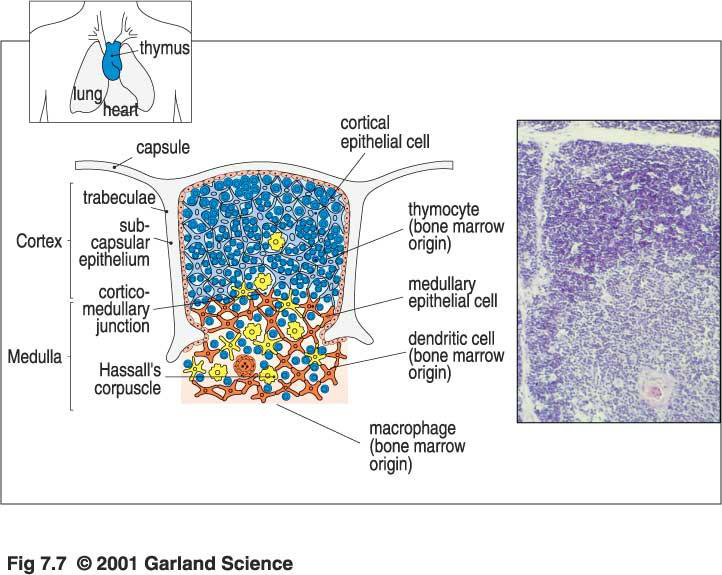 thymus
lung
heart
cortical
epithelial cell
capsule
trabeculae
Cortex
sub-
capsular
epithelium
thymocyte
(bone marrow
origin)
cortico-
medullary
junction
medullary
epithelial cell
Medulla
Hassall's
corpuscle
dendritic cell
(bone marrow
origin)
macrophage
(bone marrow
origin)
Fig 7.7 © 2001 Garland Science